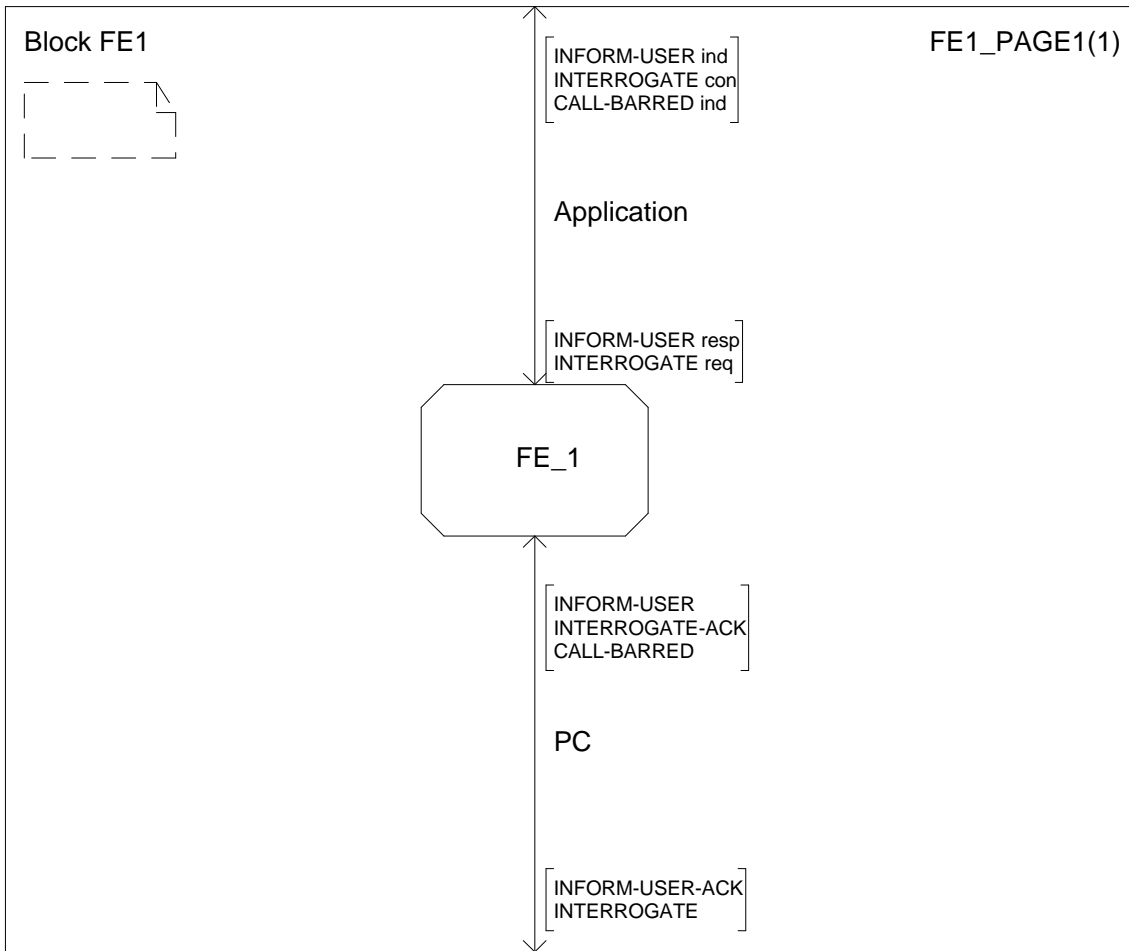 Block FE1
FE1_PAGE1(1)
INFORM-USER ind
INTERROGATE con
CALL-BARRED ind
Application
INFORM-USER resp
INTERROGATE req
FE_1
INFORM-USER
INTERROGATE-ACK
CALL-BARRED
PC
INFORM-USER-ACK
INTERROGATE